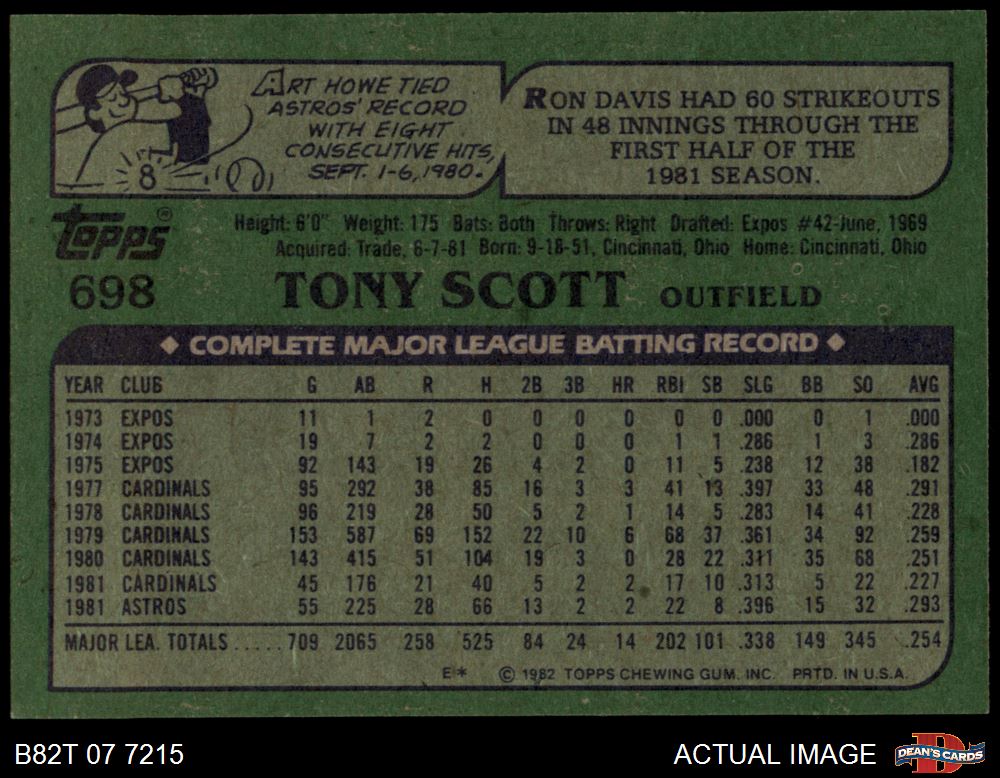 ART HOWE TIED
ASTROS' RECORD
WITH EIGHT
CONSECUTIVE HITS,
SEPT. 1-6, 1980.
8
RON DAVIS HAD 60 STRIKEOUTS
IN 48 INNINGS THROUGH THE
FIRST HALF OF THE
1981 SEASON.
Topps®
698
Height: 6'0" Weight: 175 Bats: Both Throws: Right Drafted: Expos #42-June, 1969
Acquired: Trade, 6-7-81 Born: 9-18-51, Cincinnati, Ohio Home: Cincinnati, Ohio
TONY SCOTT OUTFIELD
◆ COMPLETE MAJOR LEAGUE BATTING RECORD ◆
YEAR CLUB G AB R H 2B 3B HR RBI SB SLG BB SO AVG
1973 EXPOS 11 1 2 0 0 0 0 0 0 .000 0 1 .000
1974 EXPOS 19 7 2 2 0 0 0 1 1 .286 1 3 .286
1975 EXPOS 92 143 19 26 4 2 0 11 5 .238 12 38 .182
1977 CARDINALS 95 292 38 85 16 3 3 41 13 .397 33 48 .291
1978 CARDINALS 96 219 28 50 5 2 1 14 5 .283 14 41 .228
1979 CARDINALS 153 587 69 152 22 10 6 68 37 .361 34 92 .259
1980 CARDINALS 143 415 51 104 19 3 0 28 22 .311 35 68 .251
1981 CARDINALS 45 176 21 40 5 2 2 17 10 .313 5 22 .227
1981 ASTROS 55 225 28 66 13 2 2 22 8 .396 15 32 .293
MAJOR LEA. TOTALS ..... 709 2065 258 525 84 24 14 202 101 .338 149 345 .254
E* © 1982 TOPPS CHEWING GUM, INC. PRTD. IN U.S.A.
B82T 07 7215
ACTUAL IMAGE
DEAN'S CARDS